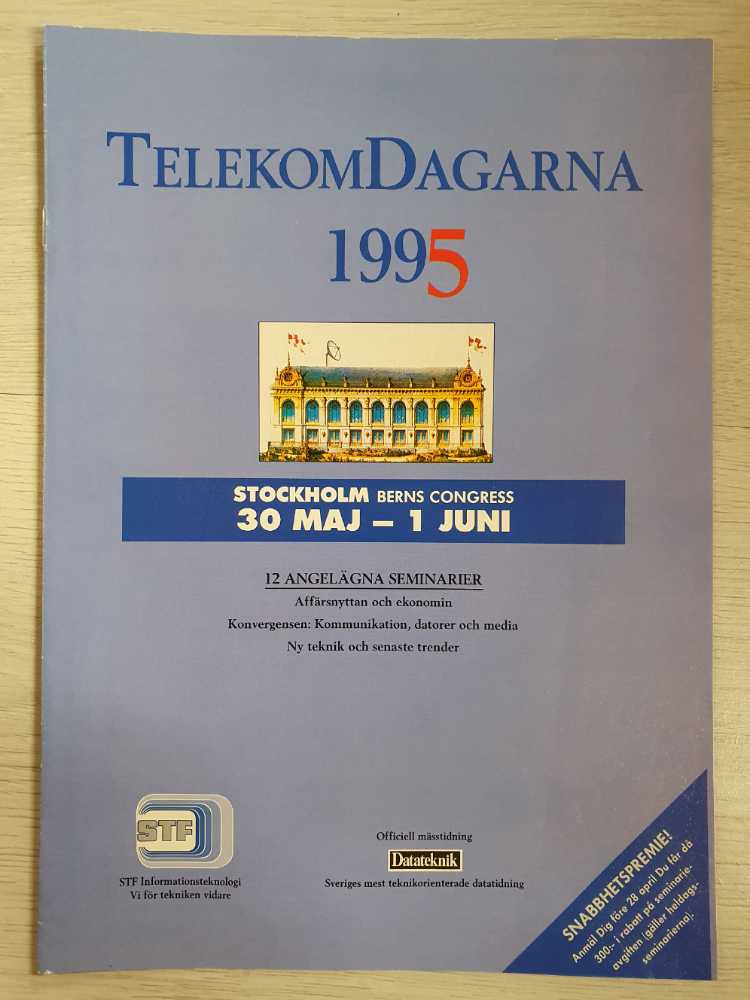 TELEKOMDAGARNA
1995
STOCKHOLM BERNS CONGRESS
30 MAJ – 1 JUNI
12 ANGELÄGNA SEMINARIER
Affärsnyttan och ekonomin
Konvergensen: Kommunikation, datorer och media
Ny teknik och senaste trender
STF
STF Informationsteknologi
Vi för tekniken vidare
Officiell mässtidning
Datateknik
Sveriges mest teknikorienterade datatidning
SNABBHETSPREMIE!
Anmäl Dig före 28 april Du får då
300:- i rabatt på seminarie-
avgiften (gäller heldags-
seminarierna).